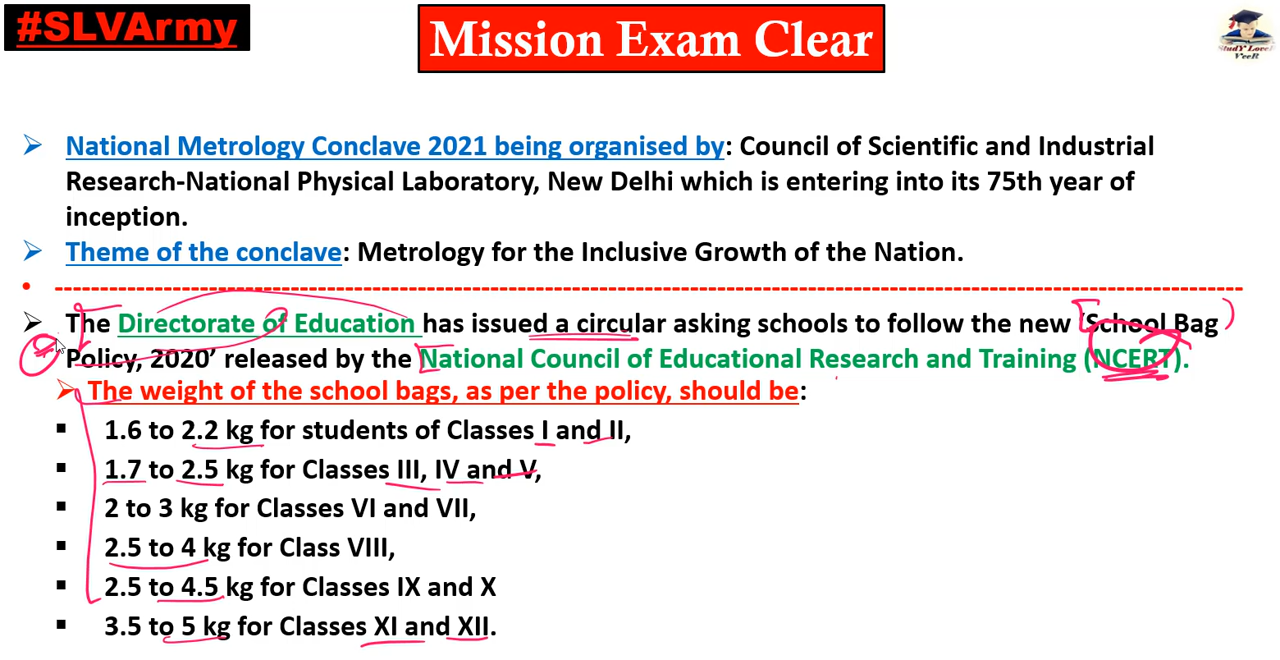 #SLVArmy
Mission Exam Clear
StudY LoveR
VeeR
➢ National Metrology Conclave 2021 being organised by: Council of Scientific and Industrial
Research-National Physical Laboratory, New Delhi which is entering into its 75th year of
inception.
➢ Theme of the conclave: Metrology for the Inclusive Growth of the Nation.
• --------------------------------------------------------------------------------
➢ The Directorate of Education has issued a circular asking schools to follow the new 'School Bag
Policy, 2020’ released by the National Council of Educational Research and Training (NCERT).
➢ The weight of the school bags, as per the policy, should be:
▪ 1.6 to 2.2 kg for students of Classes I and II,
▪ 1.7 to 2.5 kg for Classes III, IV and V,
▪ 2 to 3 kg for Classes VI and VII,
▪ 2.5 to 4 kg for Class VIII,
▪ 2.5 to 4.5 kg for Classes IX and X
▪ 3.5 to 5 kg for Classes XI and XII.